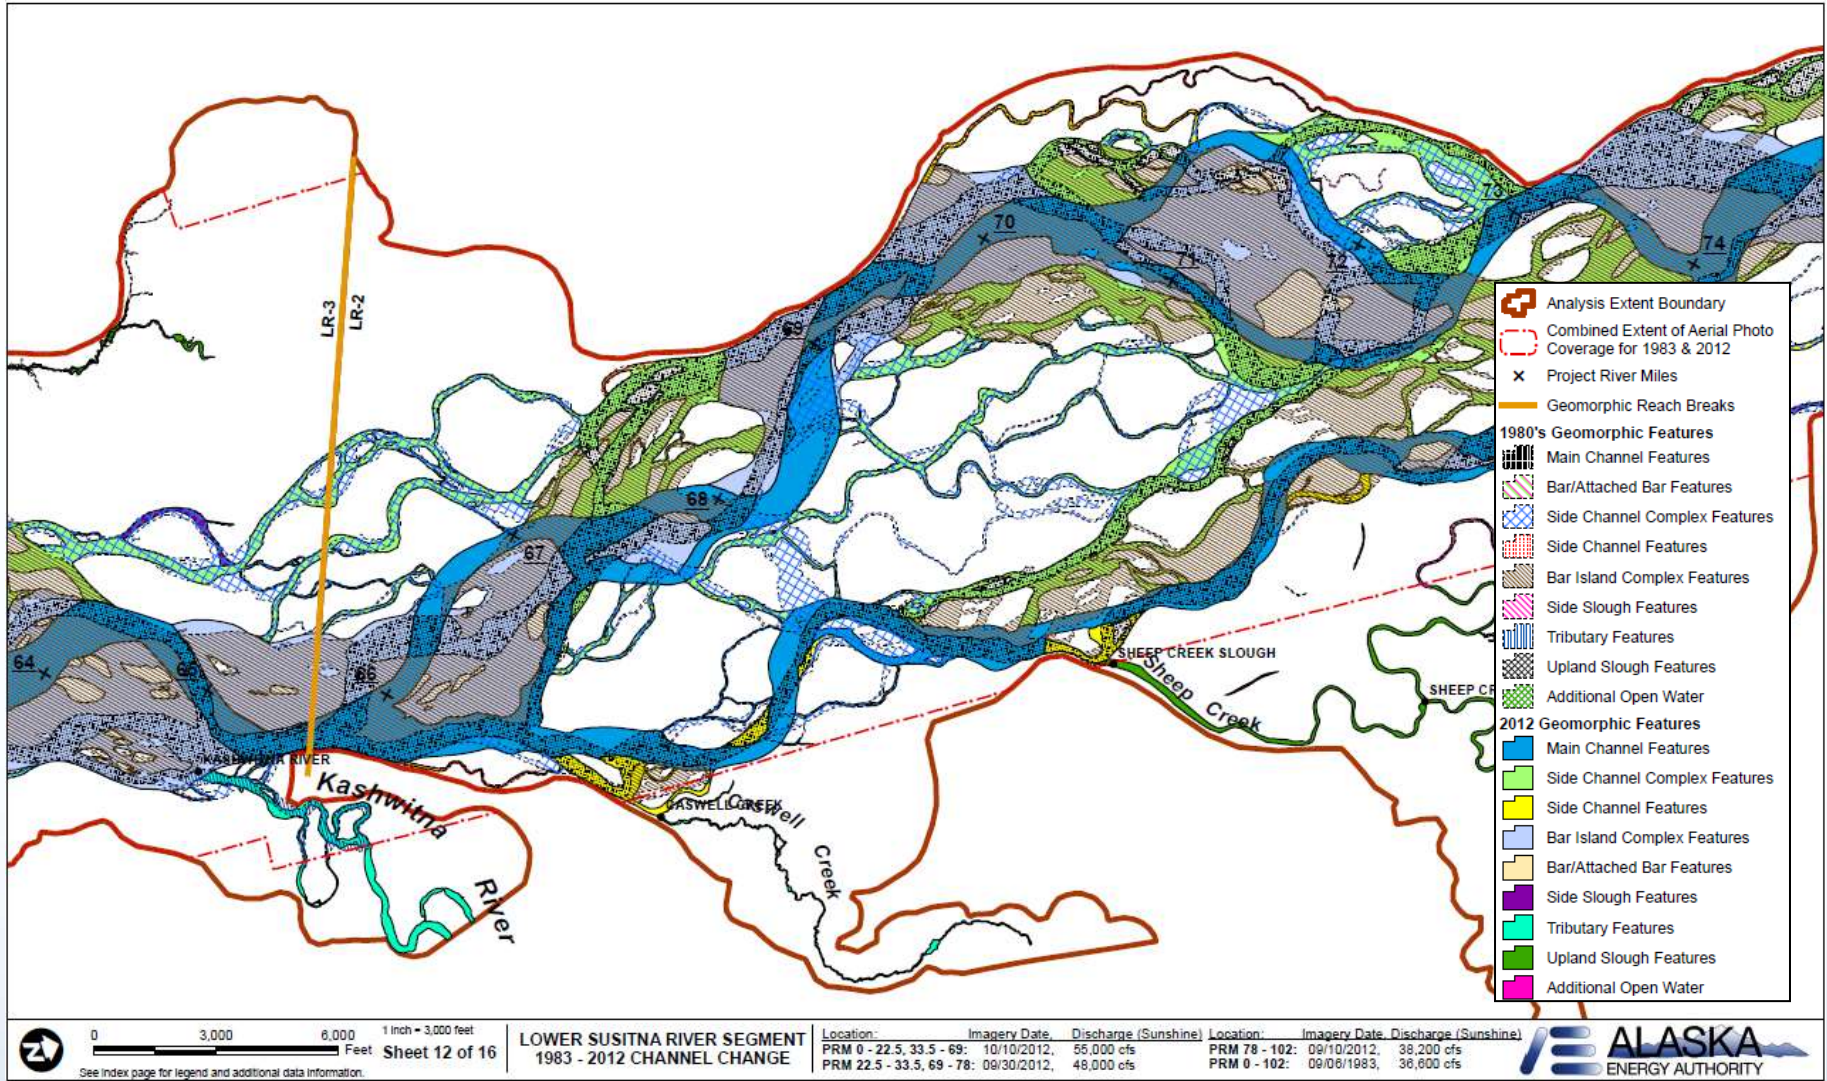 70
71
72
73
74
69
68
67
66
65
64
LR-3
LR-2
KASHWITNA RIVER
Kashwitna
River
CASWELL CREEK
Caswell
Creek
SHEEP CREEK SLOUGH
Sheep
Creek
SHEEP CR
Analysis Extent Boundary
Combined Extent of Aerial Photo
Coverage for 1983 & 2012
Project River Miles
Geomorphic Reach Breaks
1980's Geomorphic Features
Main Channel Features
Bar/Attached Bar Features
Side Channel Complex Features
Side Channel Features
Bar Island Complex Features
Side Slough Features
Tributary Features
Upland Slough Features
Additional Open Water
2012 Geomorphic Features
Main Channel Features
Side Channel Complex Features
Side Channel Features
Bar Island Complex Features
Bar/Attached Bar Features
Side Slough Features
Tributary Features
Upland Slough Features
Additional Open Water
Z
0 3,000 6,000
Feet
1 Inch = 3,000 feet
Sheet 12 of 16
See Index page for legend and additional data information.
LOWER SUSITNA RIVER SEGMENT
1983 - 2012 CHANNEL CHANGE
Location: Imagery Date, Discharge (Sunshine)
PRM 0 - 22.5, 33.5 - 69: 10/10/2012, 55,000 cfs
PRM 22.5 - 33.5, 69 - 78: 09/30/2012, 48,000 cfs
Location: Imagery Date, Discharge (Sunshine)
PRM 78 - 102: 09/10/2012, 38,200 cfs
PRM 0 - 102: 09/06/1983, 36,600 cfs
ALASKA
ENERGY AUTHORITY